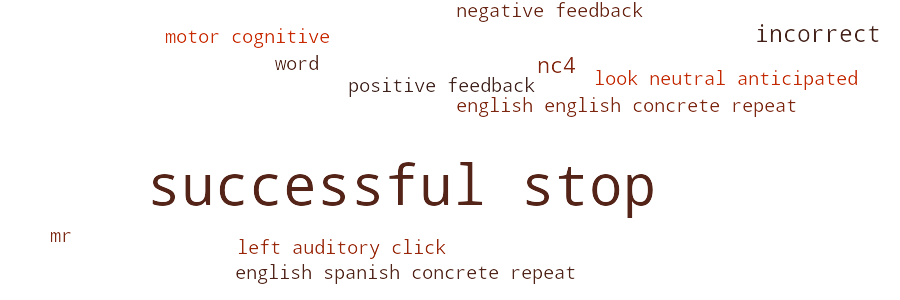 negative feedback
incorrect
motor cognitive
word
nc4
look neutral anticipated
positive feedback
english english concrete repeat
successful stop
mr
left auditory click
english spanish concrete repeat